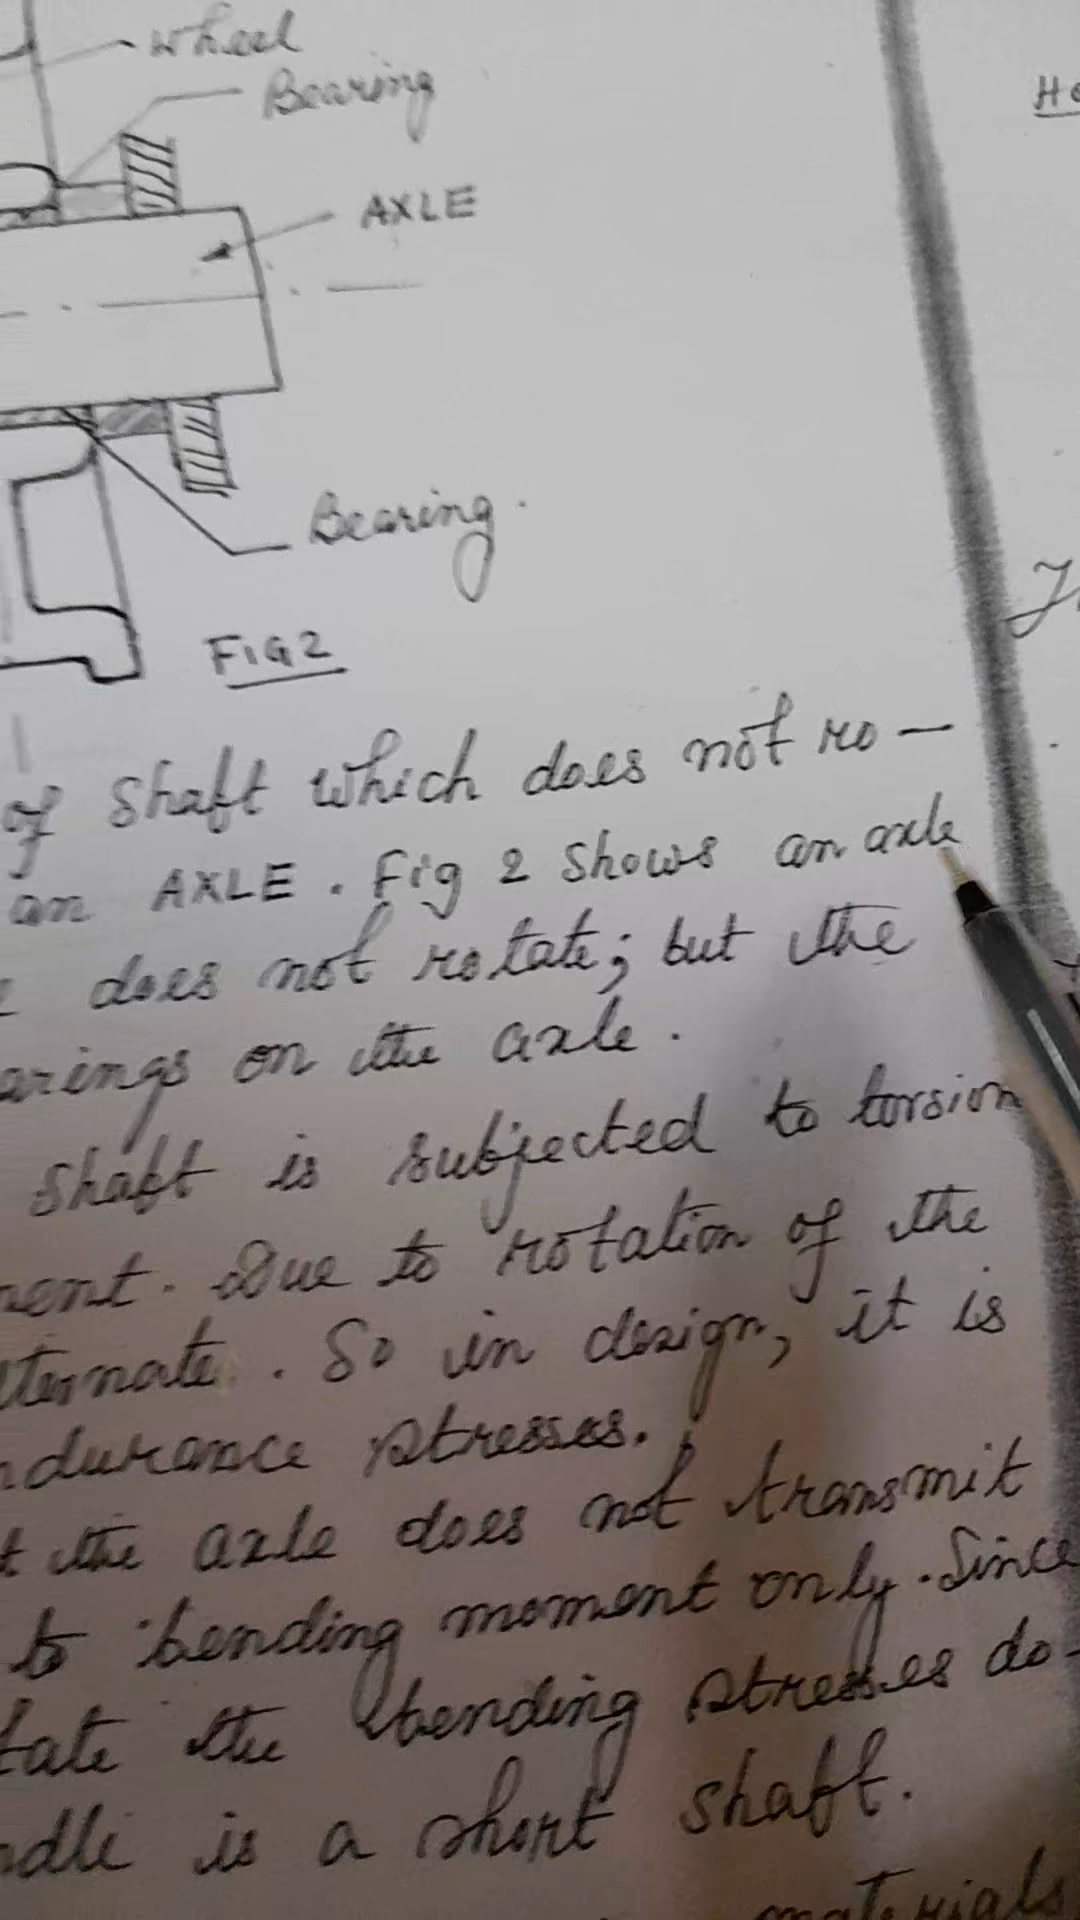 wheel
Bearing
AXLE
Bearing.
FIG 2
of shaft which does not ro-
an AXLE. Fig 2 shows an axle
does not rotate; but the
arings on the axle.
shaft is subjected to torsion
ment. Due to rotation of the
ternate. So in design, it is
ndurance stresses.
t the axle does not transmit
to bending moment only. Since
tate the bending stresses do-
ndle is a short shaft.
materials
Ho